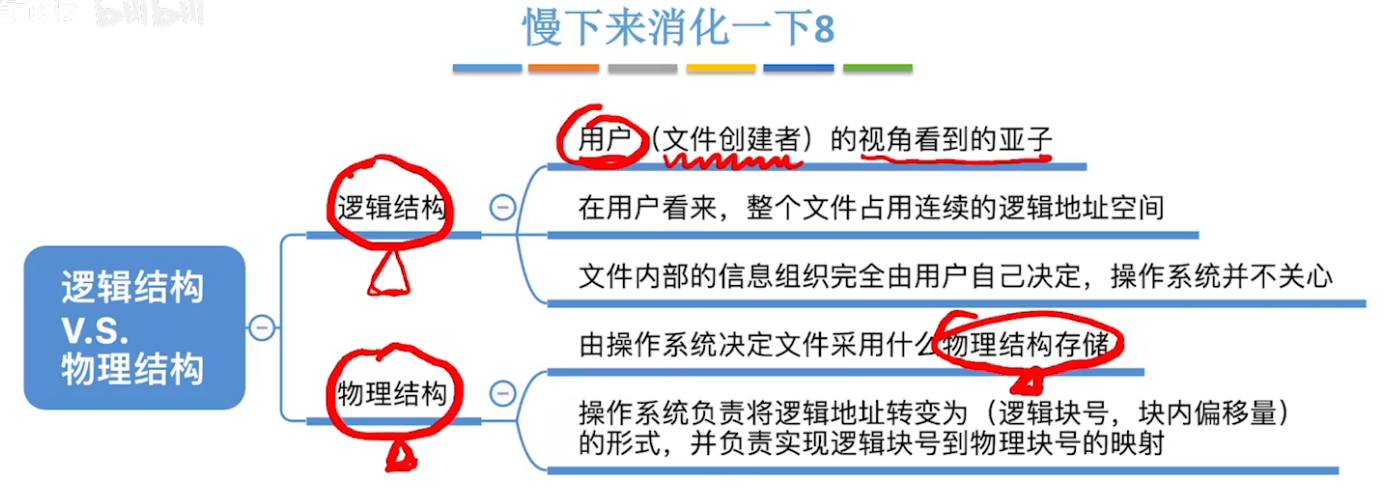 bilibili
慢下来消化一下8
用户（文件创建者）的视角看到的亚子
逻辑结构
在用户看来，整个文件占用连续的逻辑地址空间
文件内部的信息组织完全由用户自己决定，操作系统并不关心
逻辑结构
V.S.
物理结构
由操作系统决定文件采用什么物理结构存储
物理结构
操作系统负责将逻辑地址转变为（逻辑块号，块内偏移量）
的形式，并负责实现逻辑块号到物理块号的映射